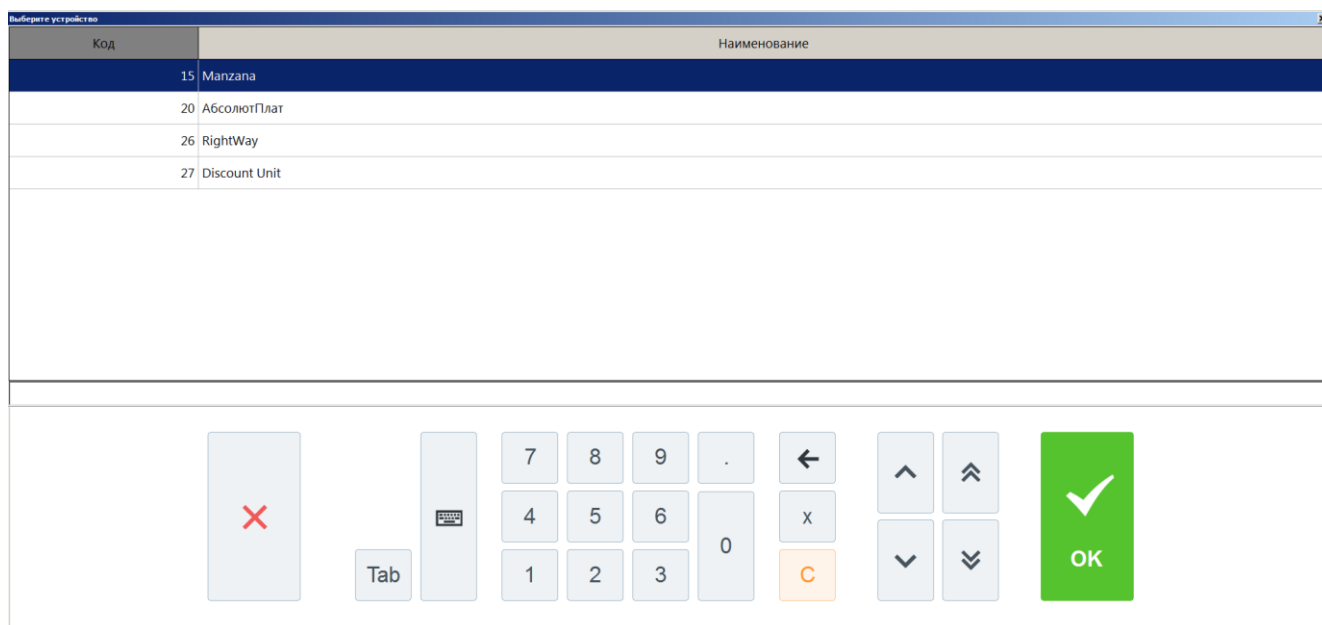 Выберите устройство
Код Наименование
15 Manzana
20 АбсолютПлат
26 RightWay
27 Discount Unit
7 8 9 .
4 5 6 0 x
Tab 1 2 3 C
OK